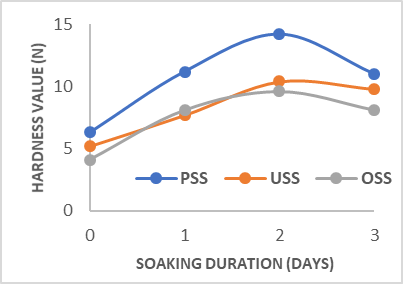 15
10
5
0
HARDNESS VALUE (N)
PSS USS OSS
0 1 2 3
SOAKING DURATION (DAYS)